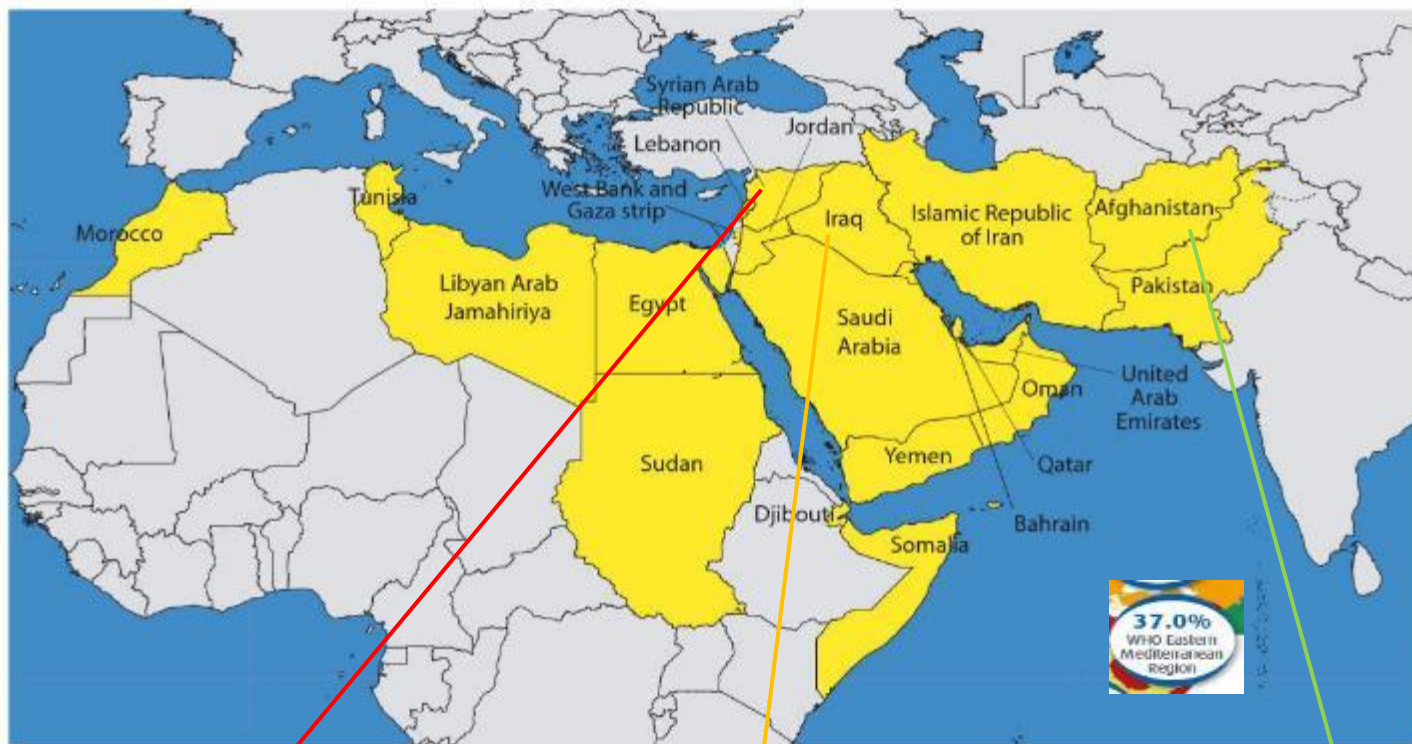 Syrian Arab
Republic
Jordan
Lebanon
West Bank and
Gaza strip
Tunisia
Morocco
Iraq
Islamic Republic
of Iran
Afghanistan
Pakistan
Libyan Arab
Jamahiriya
Egypt
Saudi
Arabia
Oman
United
Arab
Emirates
Sudan
Yemen
Qatar
Djibouti
Bahrain
Somalia
37.0%
WHO Eastern
Mediterranean
Region